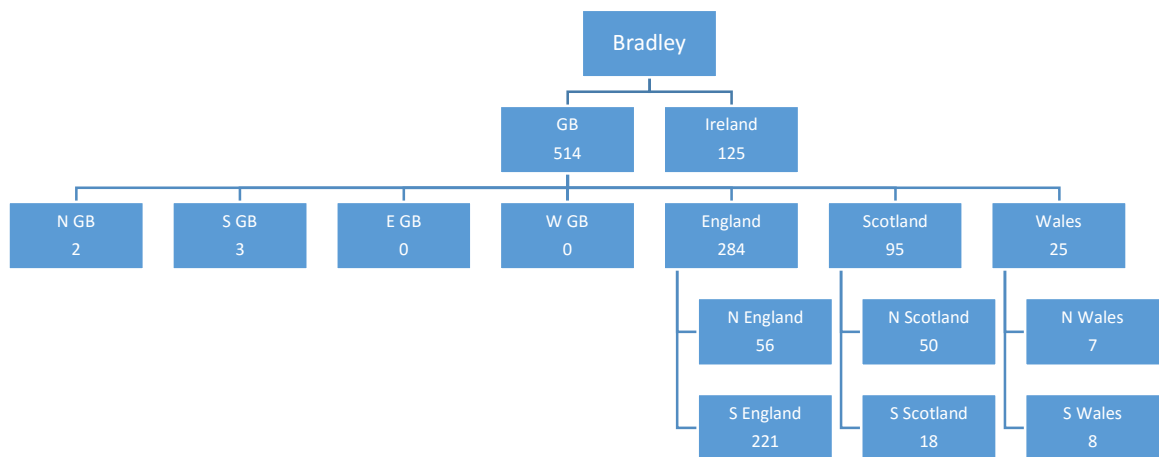 Bradley
GB
514
Ireland
125
N GB
2
S GB
3
E GB
0
W GB
0
England
284
Scotland
95
Wales
25
N England
56
N Scotland
50
N Wales
7
S England
221
S Scotland
18
S Wales
8